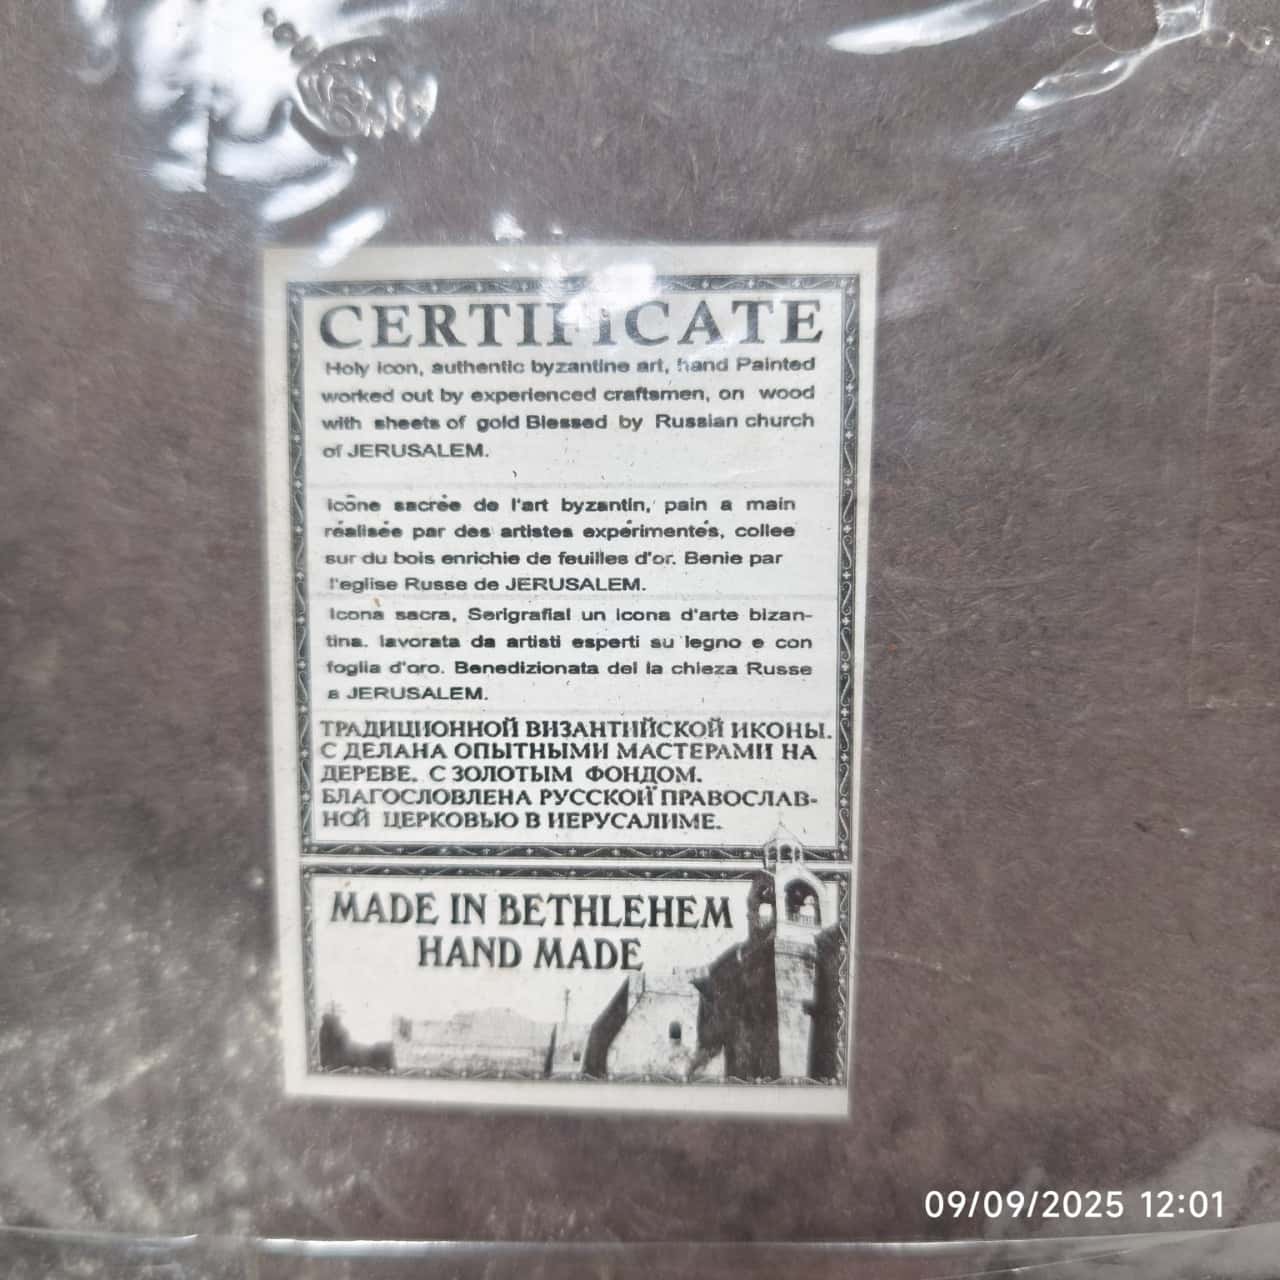 CERTIFICATE
Holy icon, authentic byzantine art, hand Painted
worked out by experienced craftsmen, on wood
with sheets of gold Blessed by Russian church
of JERUSALEM.
Icône sacrée de l'art byzantin, pain a main
réalisée par des artistes expérimentés, collee
sur du bois enrichie de feuilles d'or. Benie par
l'eglise Russe de JERUSALEM.
Icona sacra, Serigrafial un icona d'arte bizan-
tina. lavorata da artisti esperti su legno e con
foglia d'oro. Benedizionata del la chieza Russe
a JERUSALEM.
ТРАДИЦИОННОЙ ВИЗАНТИЙСКОЙ ИКОНЫ.
С ДЕЛАНА ОПЫТНЫМИ МАСТЕРАМИ НА
ДЕРЕВЕ. С ЗОЛОТЫМ ФОНДОМ.
БЛАГОСЛОВЛЕНА РУССКОЙ ПРАВОСЛАВ-
НОЙ ЦЕРКОВЬЮ В ИЕРУСАЛИМЕ.
MADE IN BETHLEHEM
HAND MADE
09/09/2025 12:01